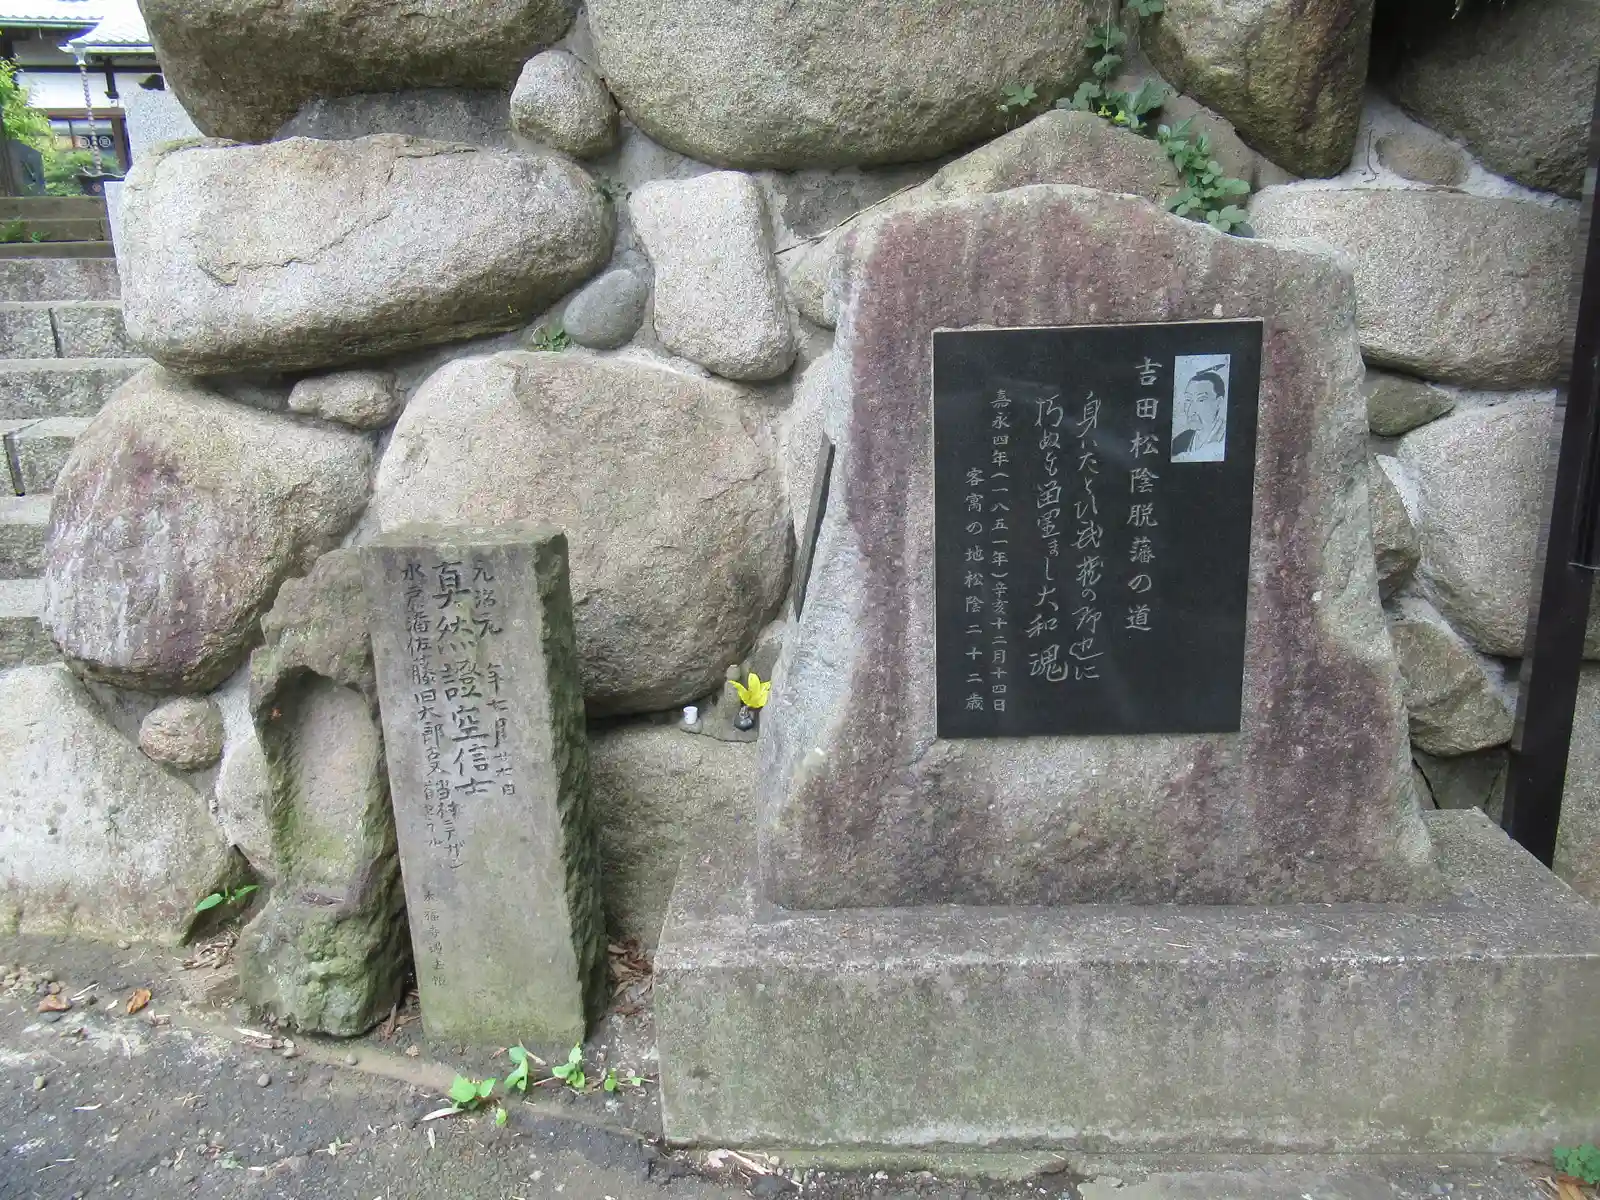 吉田松陰脱藩の道
身はたとひ武蔵の野辺に
朽ぬとも留置まし大和魂
嘉永四年(一八五一年)辛亥十二月十四日
客寓の地松陰二十二歳
元治元年七月廿七日
真然證空信士
水戸藩佐藤
当村ニテ